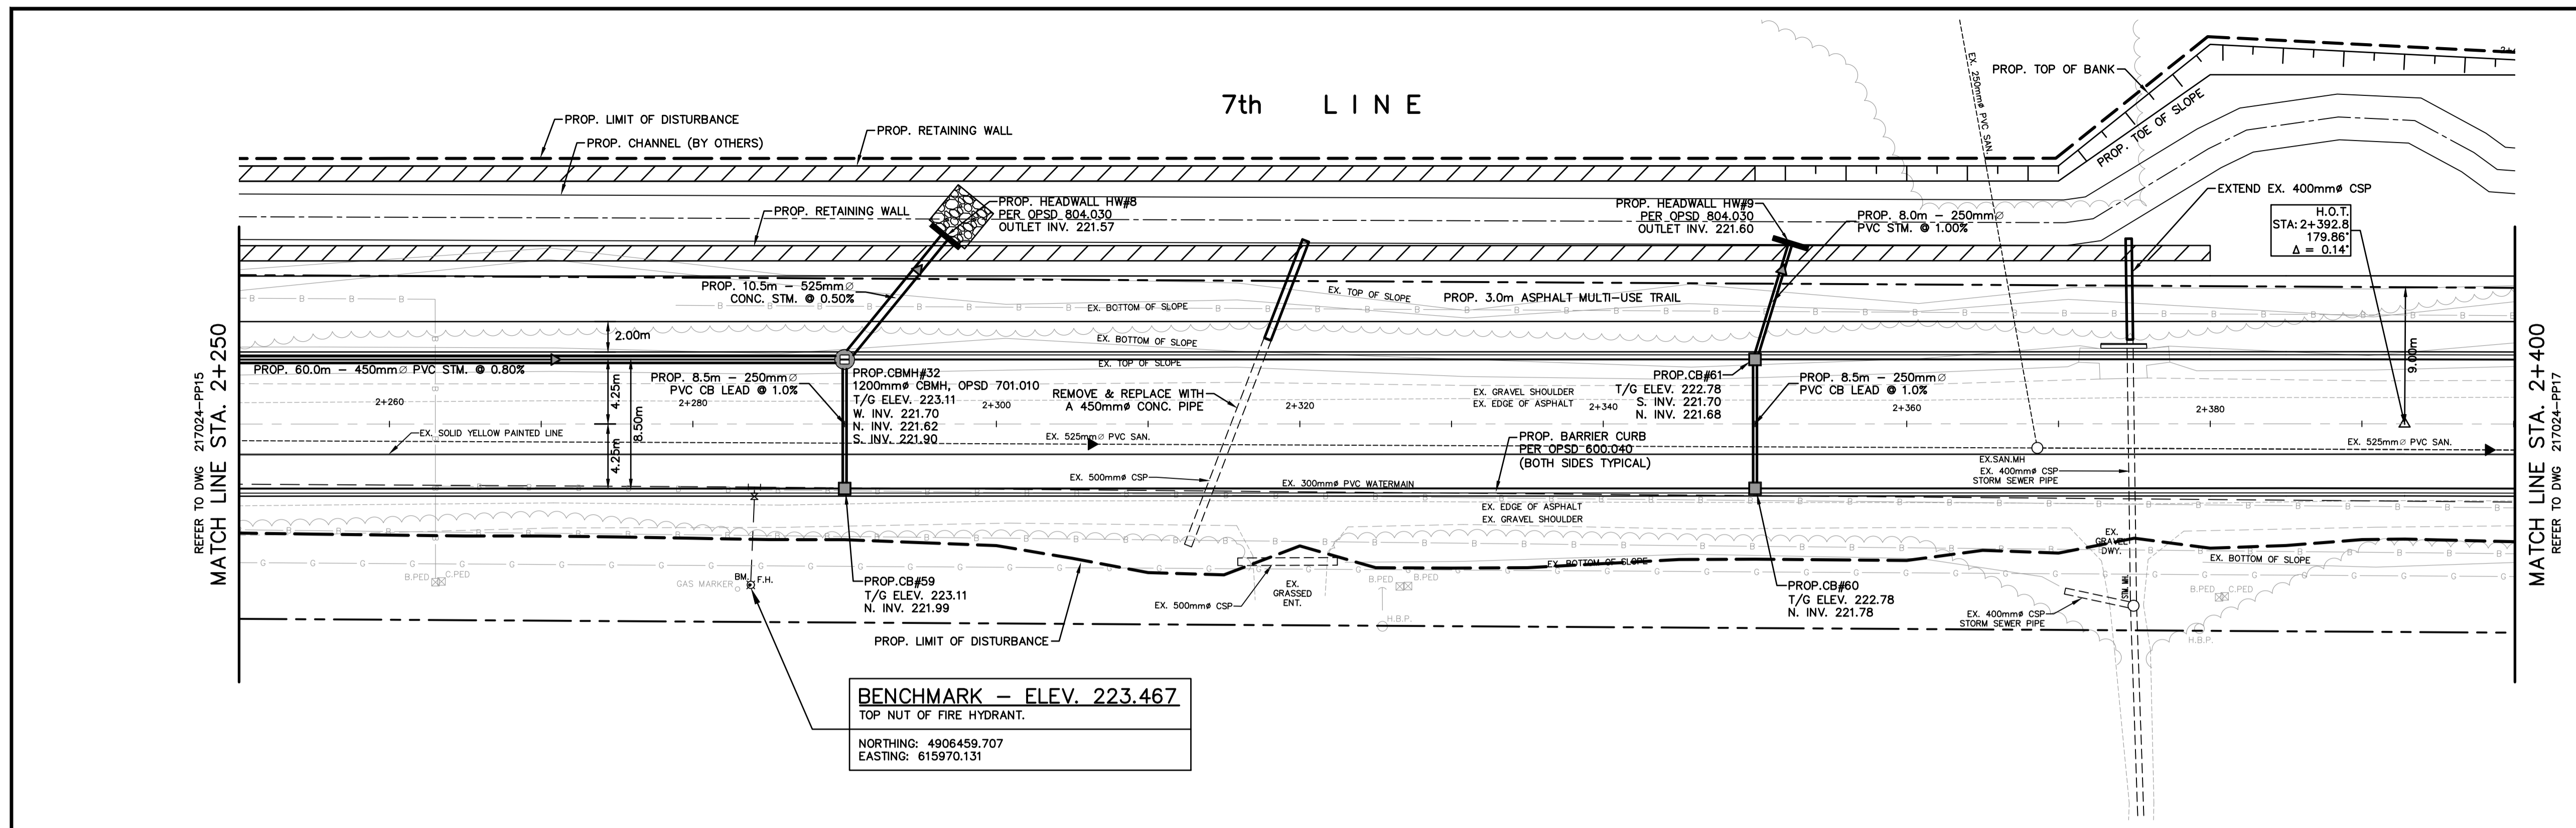 7th LINE
PROP. LIMIT OF DISTURBANCE
PROP. CHANNEL (BY OTHERS)
PROP. RETAINING WALL
PROP. RETAINING WALL
PROP. HEADWALL HW#8
PER OPSD 804.030
OUTLET INV. 221.57
PROP. HEADWALL HW#9
PER OPSD 804.030
OUTLET INV. 221.60
PROP. 8.0m – 250mmø
PVC STM. @ 1.00%
EX. 250mmø PVC SAN.
PROP. TOP OF BANK
PROP. TOE OF SLOPE
EXTEND EX. 400mmø CSP
H.O.T.
STA: 2+392.8
179.86°
Δ = 0.14°
9.00m
PROP. 10.5m – 525mmø
CONC. STM. @ 0.50%
EX. TOP OF SLOPE
PROP. 3.0m ASPHALT MULTI-USE TRAIL
EX. BOTTOM OF SLOPE
EX. BOTTOM OF SLOPE
EX. TOP OF SLOPE
2.00m
4.25m
8.50m
4.25m
REFER TO DWG 217024-PP15
MATCH LINE STA. 2+250
PROP. 60.0m – 450mmø PVC STM. @ 0.80%
PROP. 8.5m – 250mmø
PVC CB LEAD @ 1.0%
PROP.CBMH#32
1200mmø CBMH, OPSD 701.010
T/G ELEV. 223.11
W. INV. 221.70
N. INV. 221.62
S. INV. 221.90
REMOVE & REPLACE WITH
A 450mmø CONC. PIPE
EX. GRAVEL SHOULDER
EX. EDGE OF ASPHALT
PROP.CB#61
T/G ELEV. 222.78
S. INV. 221.70
N. INV. 221.68
PROP. 8.5m – 250mmø
PVC CB LEAD @ 1.0%
2+260
2+280
2+300
2+320
2+340
2+360
2+380
EX. SOLID YELLOW PAINTED LINE
EX. 525mmø PVC SAN.
PROP. BARRIER CURB
PER OPSD 600.040
(BOTH SIDES TYPICAL)
EX. 525mmø PVC SAN.
EX.SAN.MH
EX. 400mmø CSP
STORM SEWER PIPE
EX. 500mmø CSP
EX. 300mmø PVC WATERMAIN
EX. EDGE OF ASPHALT
EX. GRAVEL SHOULDER
EX.
GRAVEL
DWY.
EX. BOTTOM OF SLOPE
EX. BOTTOM OF SLOPE
B.PED
C.PED
GAS MARKER
BM.
F.H.
PROP.CB#59
T/G ELEV. 223.11
N. INV. 221.99
EX. 500mmø CSP
EX.
GRASSED
ENT.
B.PED
B.PED
H.B.P.
PROP.CB#60
T/G ELEV. 222.78
N. INV. 221.78
EX. 400mmø CSP
STORM SEWER PIPE
STM. MH.
B.PED
C.PED
H.B.P.
PROP. LIMIT OF DISTURBANCE
BENCHMARK – ELEV. 223.467
TOP NUT OF FIRE HYDRANT.
NORTHING: 4906459.707
EASTING: 615970.131
MATCH LINE STA. 2+400
REFER TO DWG 217024-PP17